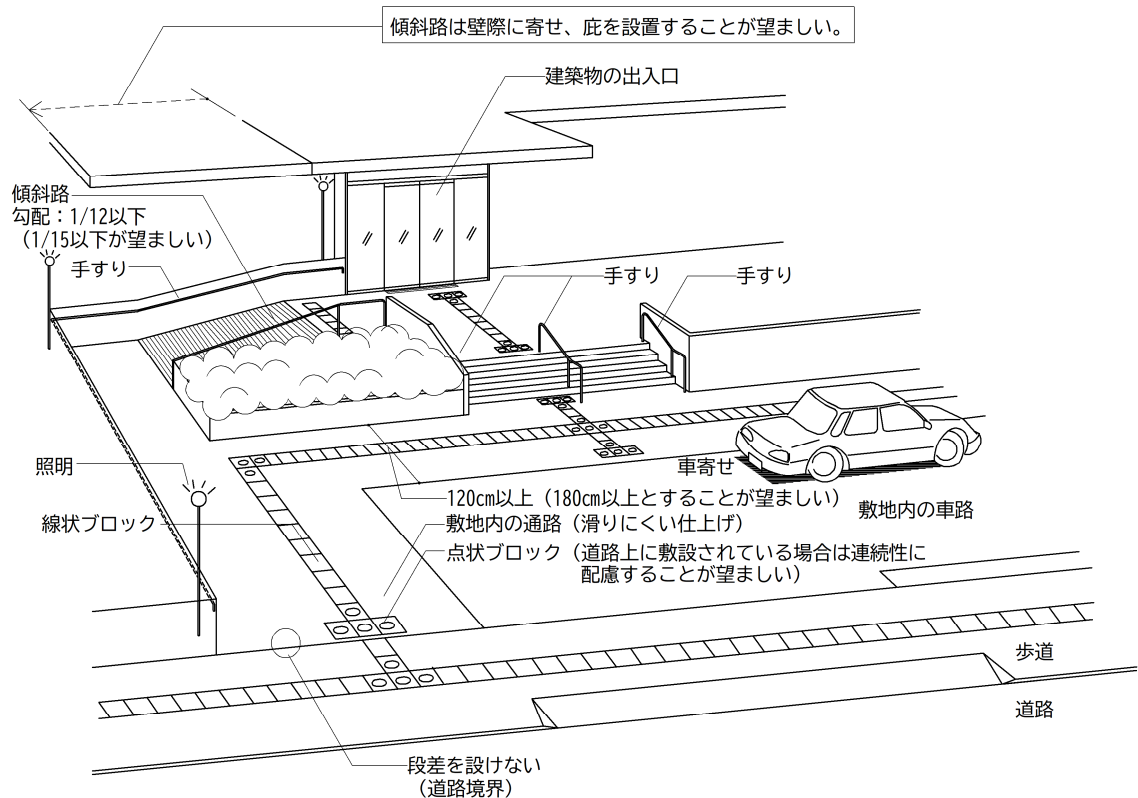 傾斜路は壁際に寄せ、庇を設置することが望ましい。
建築物の出入口
傾斜路
勾配：1/12以下
（1/15以下が望ましい）
手すり
手すり
手すり
照明
線状ブロック
車寄せ
120cm以上（180cm以上とすることが望ましい）
敷地内の車路
敷地内の通路（滑りにくい仕上げ）
点状ブロック（道路上に敷設されている場合は連続性に
配慮することが望ましい）
歩道
道路
段差を設けない
（道路境界）